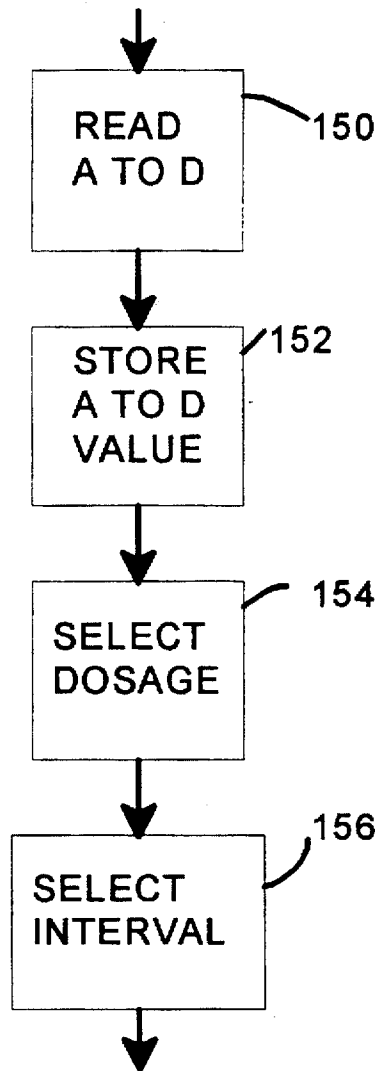 READ
A TO D
150
STORE
A TO D
VALUE
152
SELECT
DOSAGE
154
SELECT
INTERVAL
156